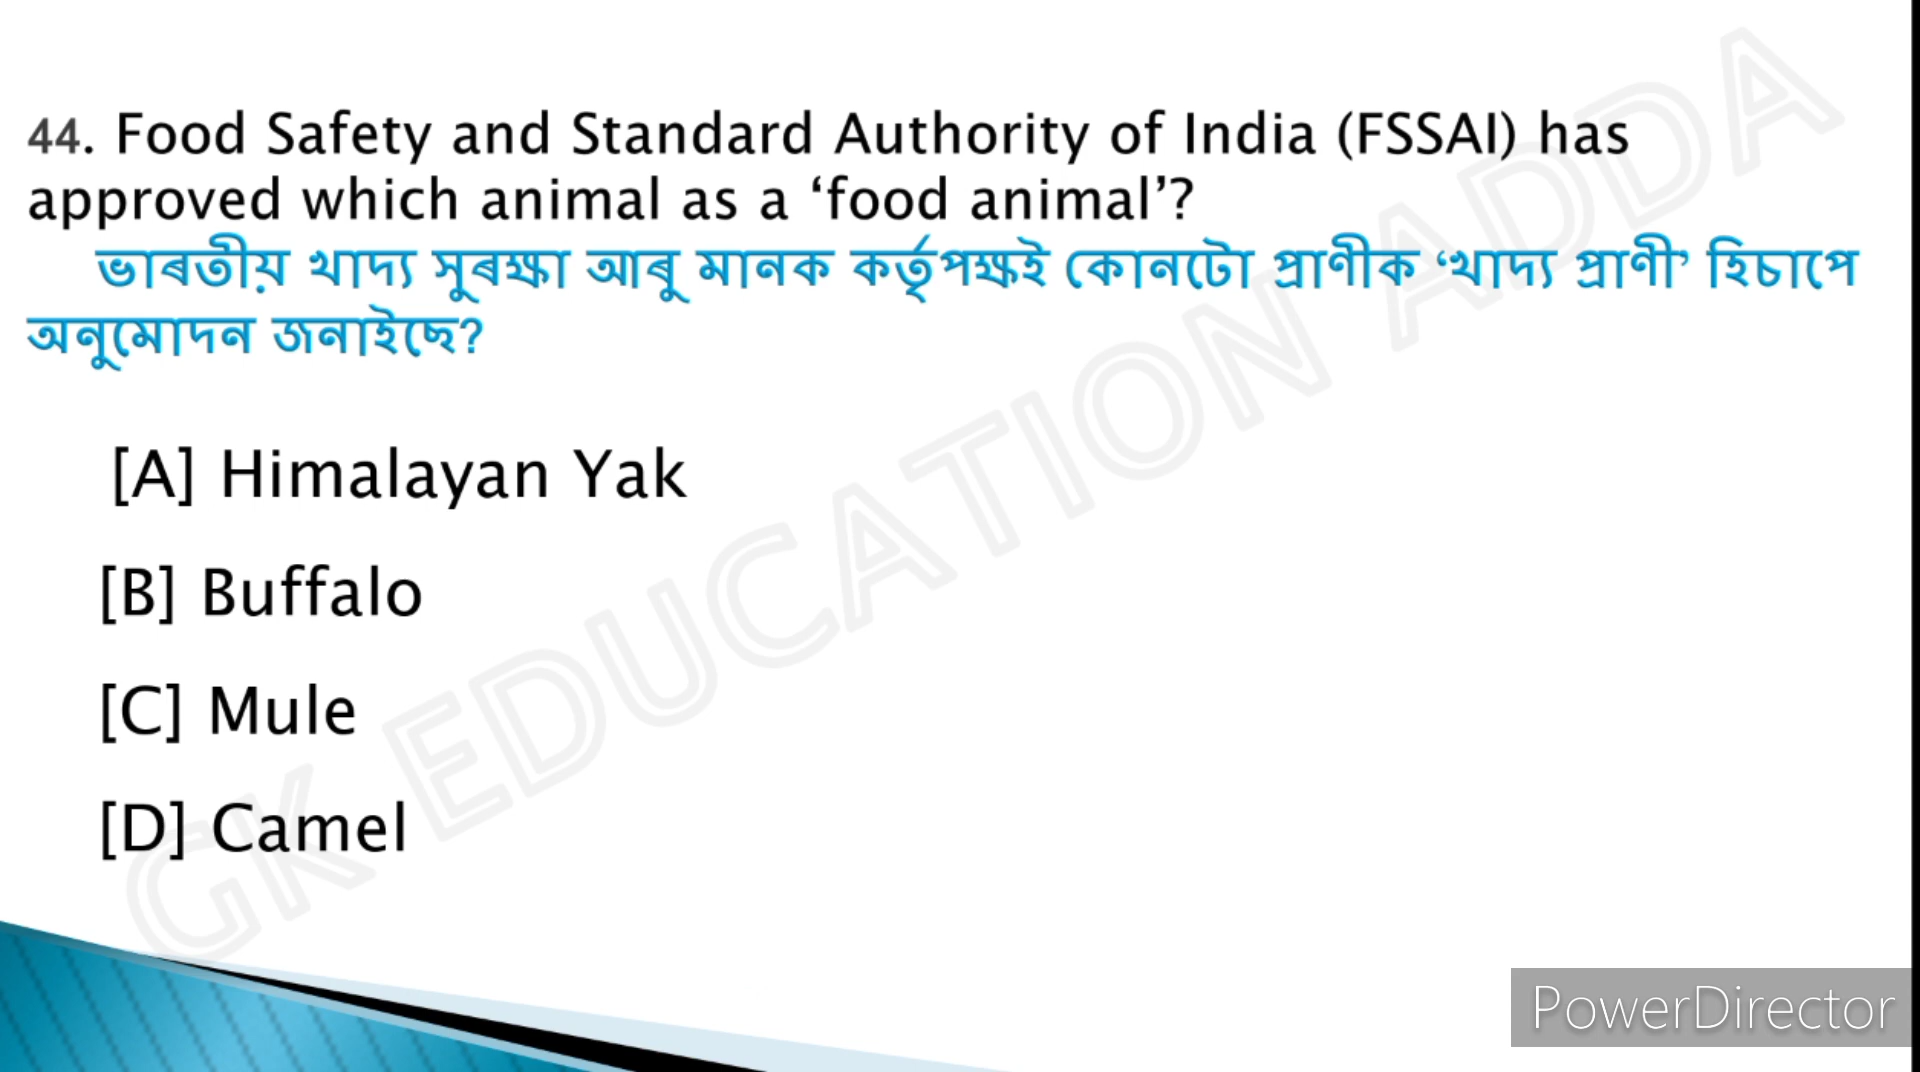 44. Food Safety and Standard Authority of India (FSSAI) has
approved which animal as a ‘food animal’?
ভাৰতীয় খাদ্য সুৰক্ষা আৰু মানক কৰ্তৃপক্ষই কোনটো প্ৰাণীক ‘খাদ্য প্ৰাণী’ হিচাপে
অনুমোদন জনাইছে?
[A] Himalayan Yak
[B] Buffalo
[C] Mule
[D] Camel
GK EDUCATION ADDA
PowerDirector